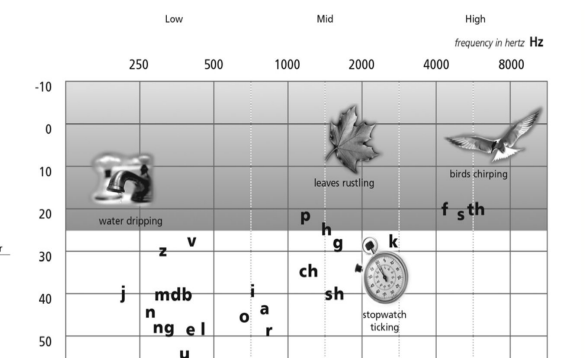 Low Mid High
frequency in hertz Hz
250 500 1000 2000 4000 8000
-10
0
10
leaves rustling
birds chirping
20
water dripping
p
f s th
h
v
g
k
30
z
ch
j
mdb
i
sh
40
n
o
a
stopwatch
ticking
ng
e l
r
50
u